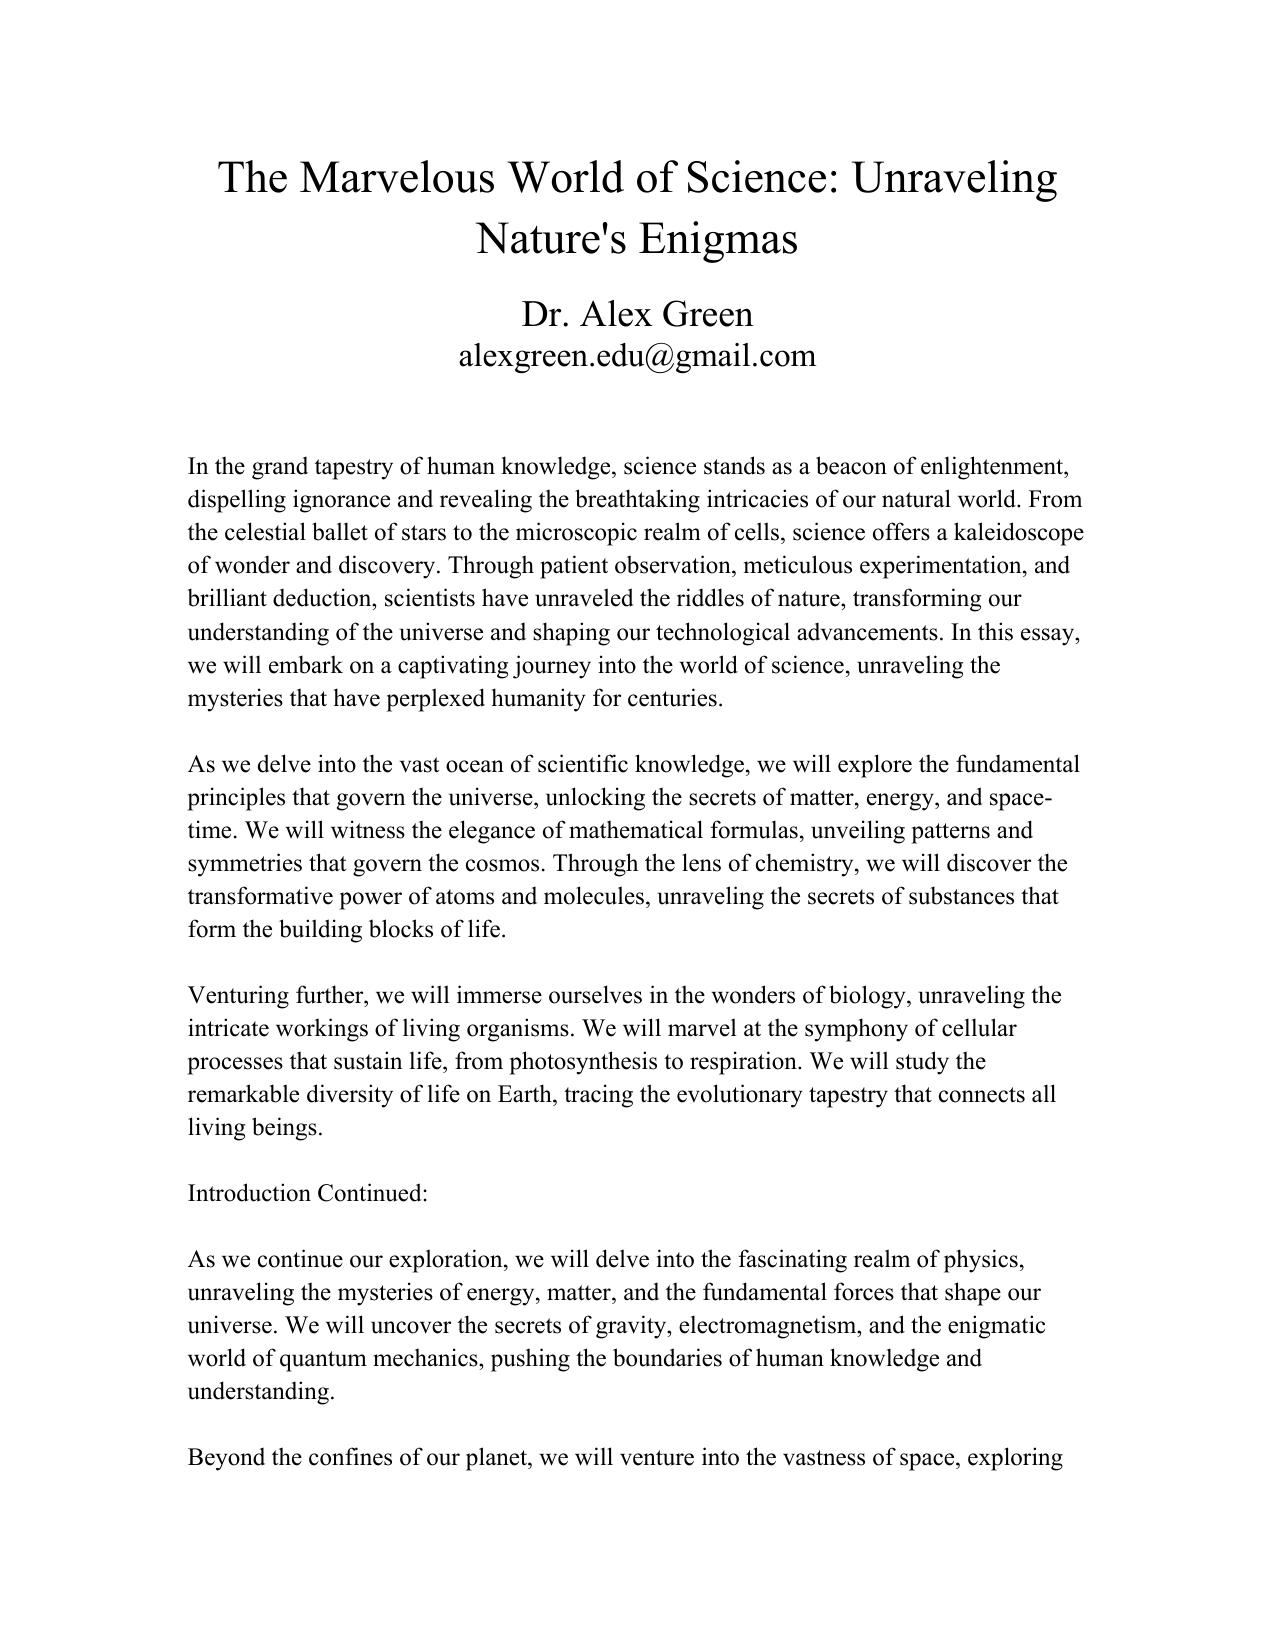 The Marvelous World of Science: Unraveling
Nature's Enigmas
Dr. Alex Green
alexgreen.edu@gmail.com
In the grand tapestry of human knowledge, science stands as a beacon of enlightenment,
dispelling ignorance and revealing the breathtaking intricacies of our natural world. From
the celestial ballet of stars to the microscopic realm of cells, science offers a kaleidoscope
of wonder and discovery. Through patient observation, meticulous experimentation, and
brilliant deduction, scientists have unraveled the riddles of nature, transforming our
understanding of the universe and shaping our technological advancements. In this essay,
we will embark on a captivating journey into the world of science, unraveling the
mysteries that have perplexed humanity for centuries.
As we delve into the vast ocean of scientific knowledge, we will explore the fundamental
principles that govern the universe, unlocking the secrets of matter, energy, and space-
time. We will witness the elegance of mathematical formulas, unveiling patterns and
symmetries that govern the cosmos. Through the lens of chemistry, we will discover the
transformative power of atoms and molecules, unraveling the secrets of substances that
form the building blocks of life.
Venturing further, we will immerse ourselves in the wonders of biology, unraveling the
intricate workings of living organisms. We will marvel at the symphony of cellular
processes that sustain life, from photosynthesis to respiration. We will study the
remarkable diversity of life on Earth, tracing the evolutionary tapestry that connects all
living beings.
Introduction Continued:
As we continue our exploration, we will delve into the fascinating realm of physics,
unraveling the mysteries of energy, matter, and the fundamental forces that shape our
universe. We will uncover the secrets of gravity, electromagnetism, and the enigmatic
world of quantum mechanics, pushing the boundaries of human knowledge and
understanding.
Beyond the confines of our planet, we will venture into the vastness of space, exploring